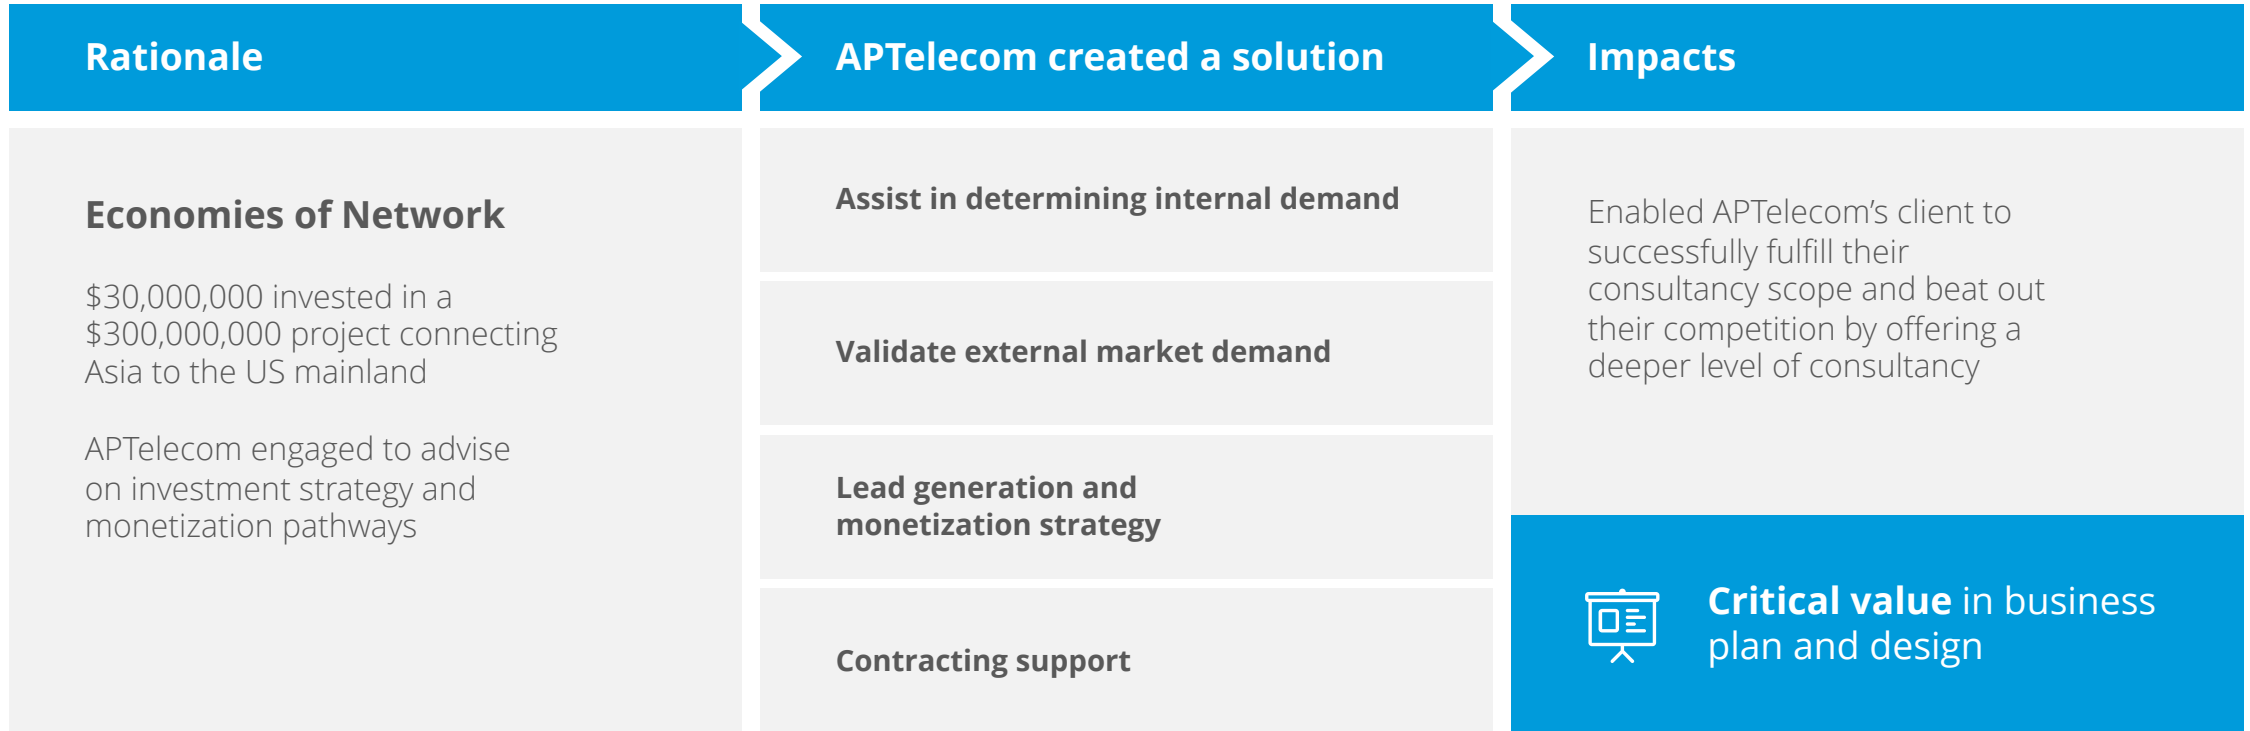 Rationale
APTelecom created a solution
Impacts
Economies of Network
$30,000,000 invested in a
$300,000,000 project connecting
Asia to the US mainland
APTelecom engaged to advise
on investment strategy and
monetization pathways
Assist in determining internal demand
Validate external market demand
Lead generation and
monetization strategy
Contracting support
Enabled APTelecom’s client to
successfully fulfill their
consultancy scope and beat out
their competition by offering a
deeper level of consultancy
Critical value in business
plan and design